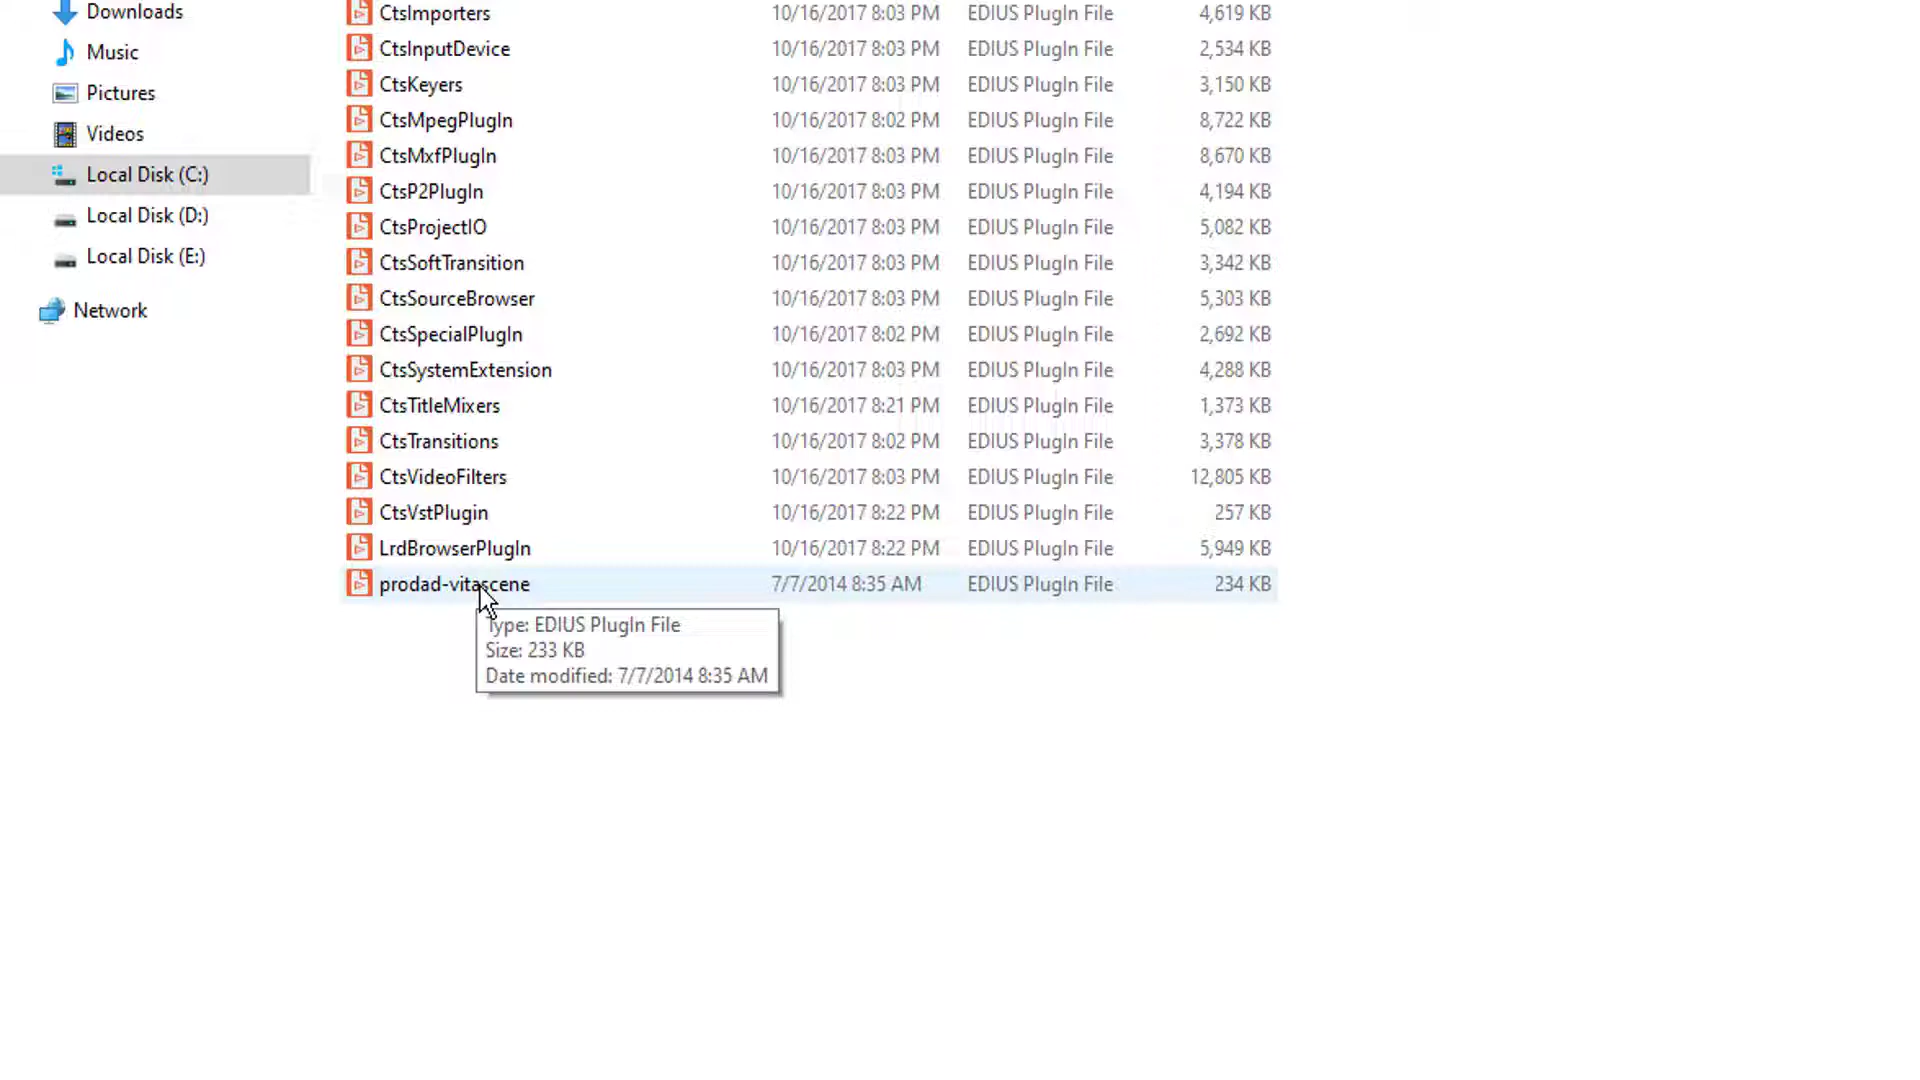 Downloads
Music
Pictures
Videos
Local Disk (C:)
Local Disk (D:)
Local Disk (E:)
Network
CtsImporters 10/16/2017 8:03 PM EDIUS PlugIn File 4,619 KB
CtsInputDevice 10/16/2017 8:03 PM EDIUS PlugIn File 2,534 KB
CtsKeyers 10/16/2017 8:03 PM EDIUS PlugIn File 3,150 KB
CtsMpegPlugIn 10/16/2017 8:02 PM EDIUS PlugIn File 8,722 KB
CtsMxfPlugIn 10/16/2017 8:03 PM EDIUS PlugIn File 8,670 KB
CtsP2PlugIn 10/16/2017 8:03 PM EDIUS PlugIn File 4,194 KB
CtsProjectIO 10/16/2017 8:03 PM EDIUS PlugIn File 5,082 KB
CtsSoftTransition 10/16/2017 8:03 PM EDIUS PlugIn File 3,342 KB
CtsSourceBrowser 10/16/2017 8:03 PM EDIUS PlugIn File 5,303 KB
CtsSpecialPlugIn 10/16/2017 8:02 PM EDIUS PlugIn File 2,692 KB
CtsSystemExtension 10/16/2017 8:03 PM EDIUS PlugIn File 4,288 KB
CtsTitleMixers 10/16/2017 8:21 PM EDIUS PlugIn File 1,373 KB
CtsTransitions 10/16/2017 8:02 PM EDIUS PlugIn File 3,378 KB
CtsVideoFilters 10/16/2017 8:03 PM EDIUS PlugIn File 12,805 KB
CtsVstPlugin 10/16/2017 8:22 PM EDIUS PlugIn File 257 KB
LrdBrowserPlugIn 10/16/2017 8:22 PM EDIUS PlugIn File 5,949 KB
prodad-vitascene 7/7/2014 8:35 AM EDIUS PlugIn File 234 KB
Type: EDIUS PlugIn File
Size: 233 KB
Date modified: 7/7/2014 8:35 AM